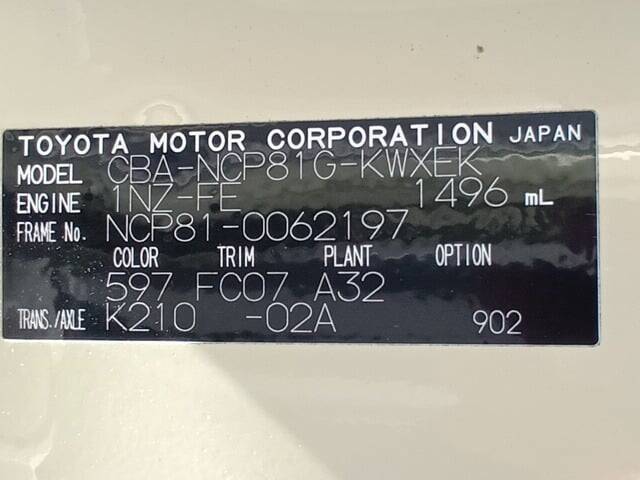 TOYOTA MOTOR CORPORATION JAPAN
MODEL CBA-NCP81G-KWXEK
ENGINE 1NZ-FE 1496 mL
FRAME No. NCP81-0062197
COLOR TRIM PLANT OPTION
597 FC07 A32
TRANS./AXLE K210 -02A 902